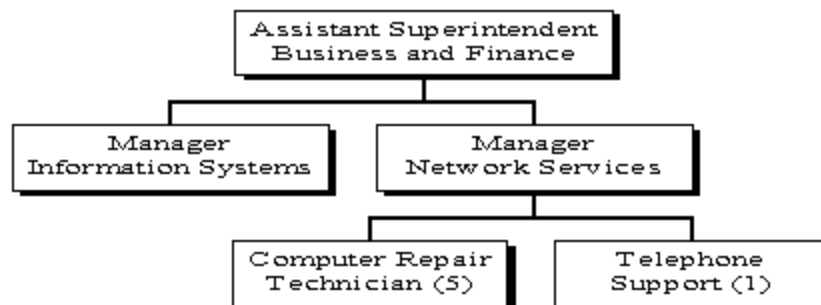 Assistant Superintendent
Business and Finance
Manager
Information Systems
Manager
Network Services
Computer Repair
Technician (5)
Telephone
Support (1)